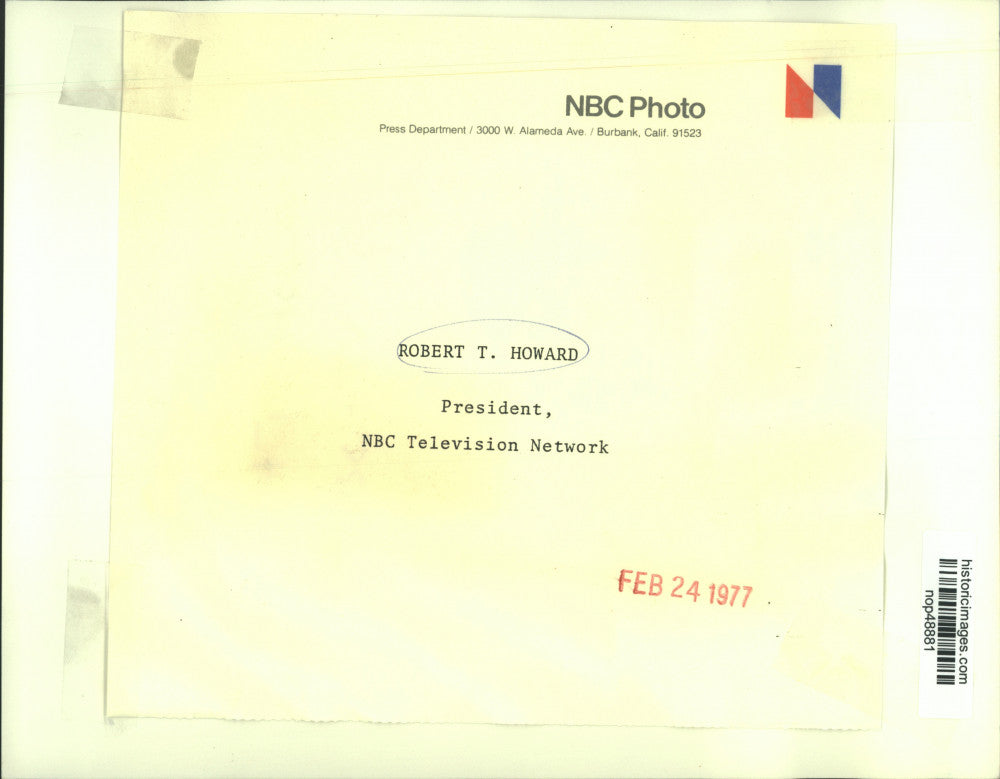 NBC Photo
Press Department / 3000 W. Alameda Ave. / Burbank, Calif. 91523
ROBERT T. HOWARD
President,
NBC Television Network
FEB 24 1977
historicimages.com
nop48881